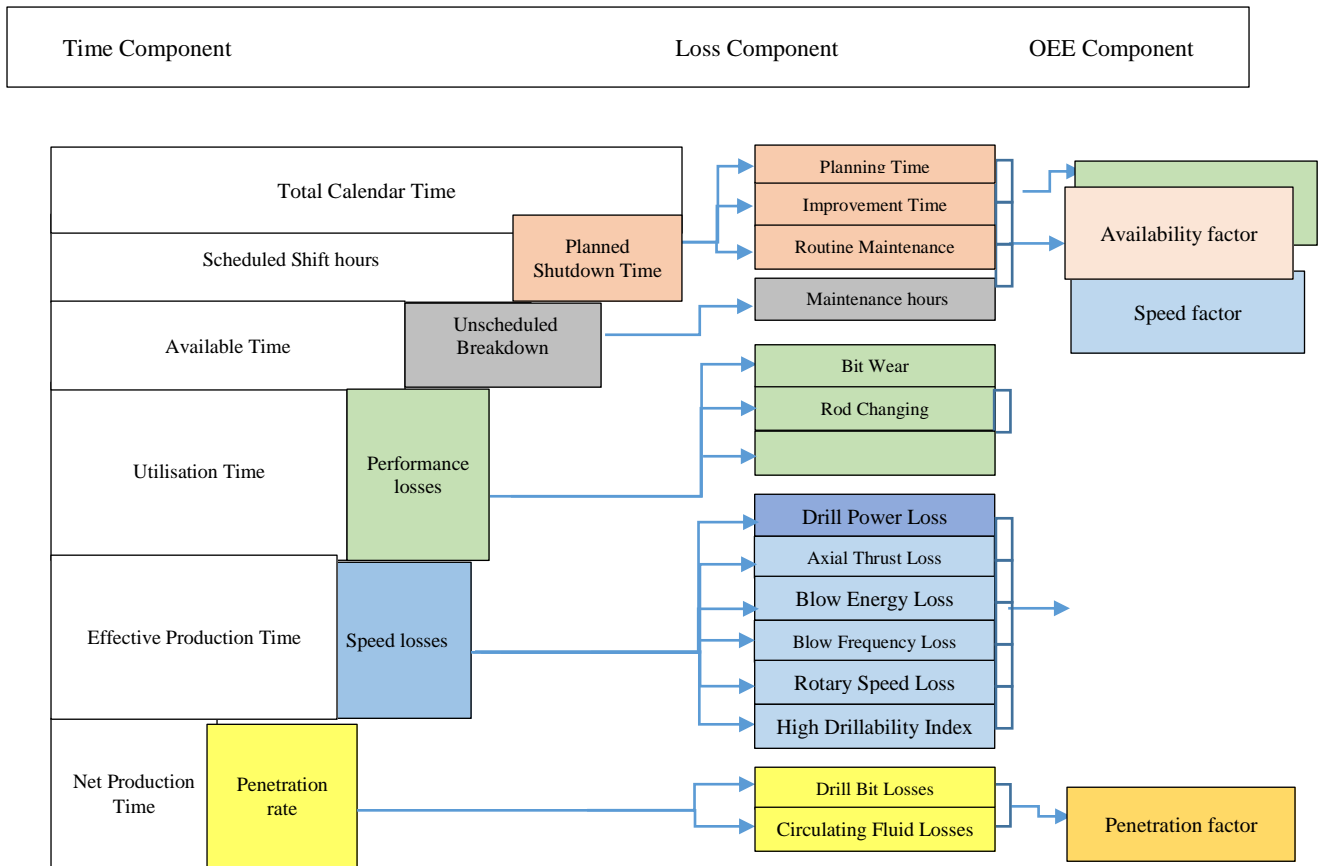 Time Component
Loss Component
OEE Component
Total Calendar Time
Scheduled Shift hours
Planned
Shutdown Time
Available Time
Unscheduled
Breakdown
Utilisation Time
Performance
losses
Effective Production Time
Speed losses
Net Production
Time
Penetration
rate
Planning Time
Improvement Time
Routine Maintenance
Maintenance hours
Bit Wear
Rod Changing
Drill Power Loss
Axial Thrust Loss
Blow Energy Loss
Blow Frequency Loss
Rotary Speed Loss
High Drillability Index
Drill Bit Losses
Circulating Fluid Losses
Availability factor
Speed factor
Penetration factor